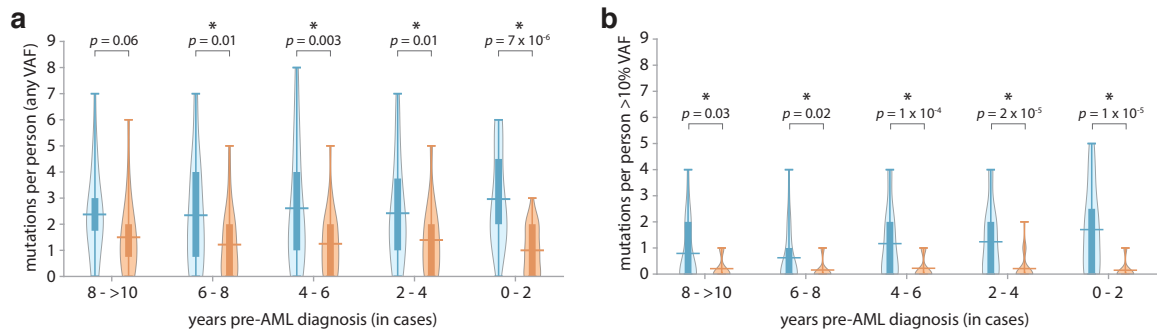 a
mutations per person (any VAF)
9
8
7
6
5
4
3
2
1
0
p = 0.06
*
p = 0.01
*
p = 0.003
*
p = 0.01
*
p = 7 x 10⁻⁶
8 - >10
6 - 8
4 - 6
2 - 4
0 - 2
years pre-AML diagnosis (in cases)
b
mutations per person >10% VAF
9
8
7
6
5
4
3
2
1
0
*
p = 0.03
*
p = 0.02
*
p = 1 x 10⁻⁴
*
p = 2 x 10⁻⁵
*
p = 1 x 10⁻⁵
8 - >10
6 - 8
4 - 6
2 - 4
0 - 2
years pre-AML diagnosis (in cases)